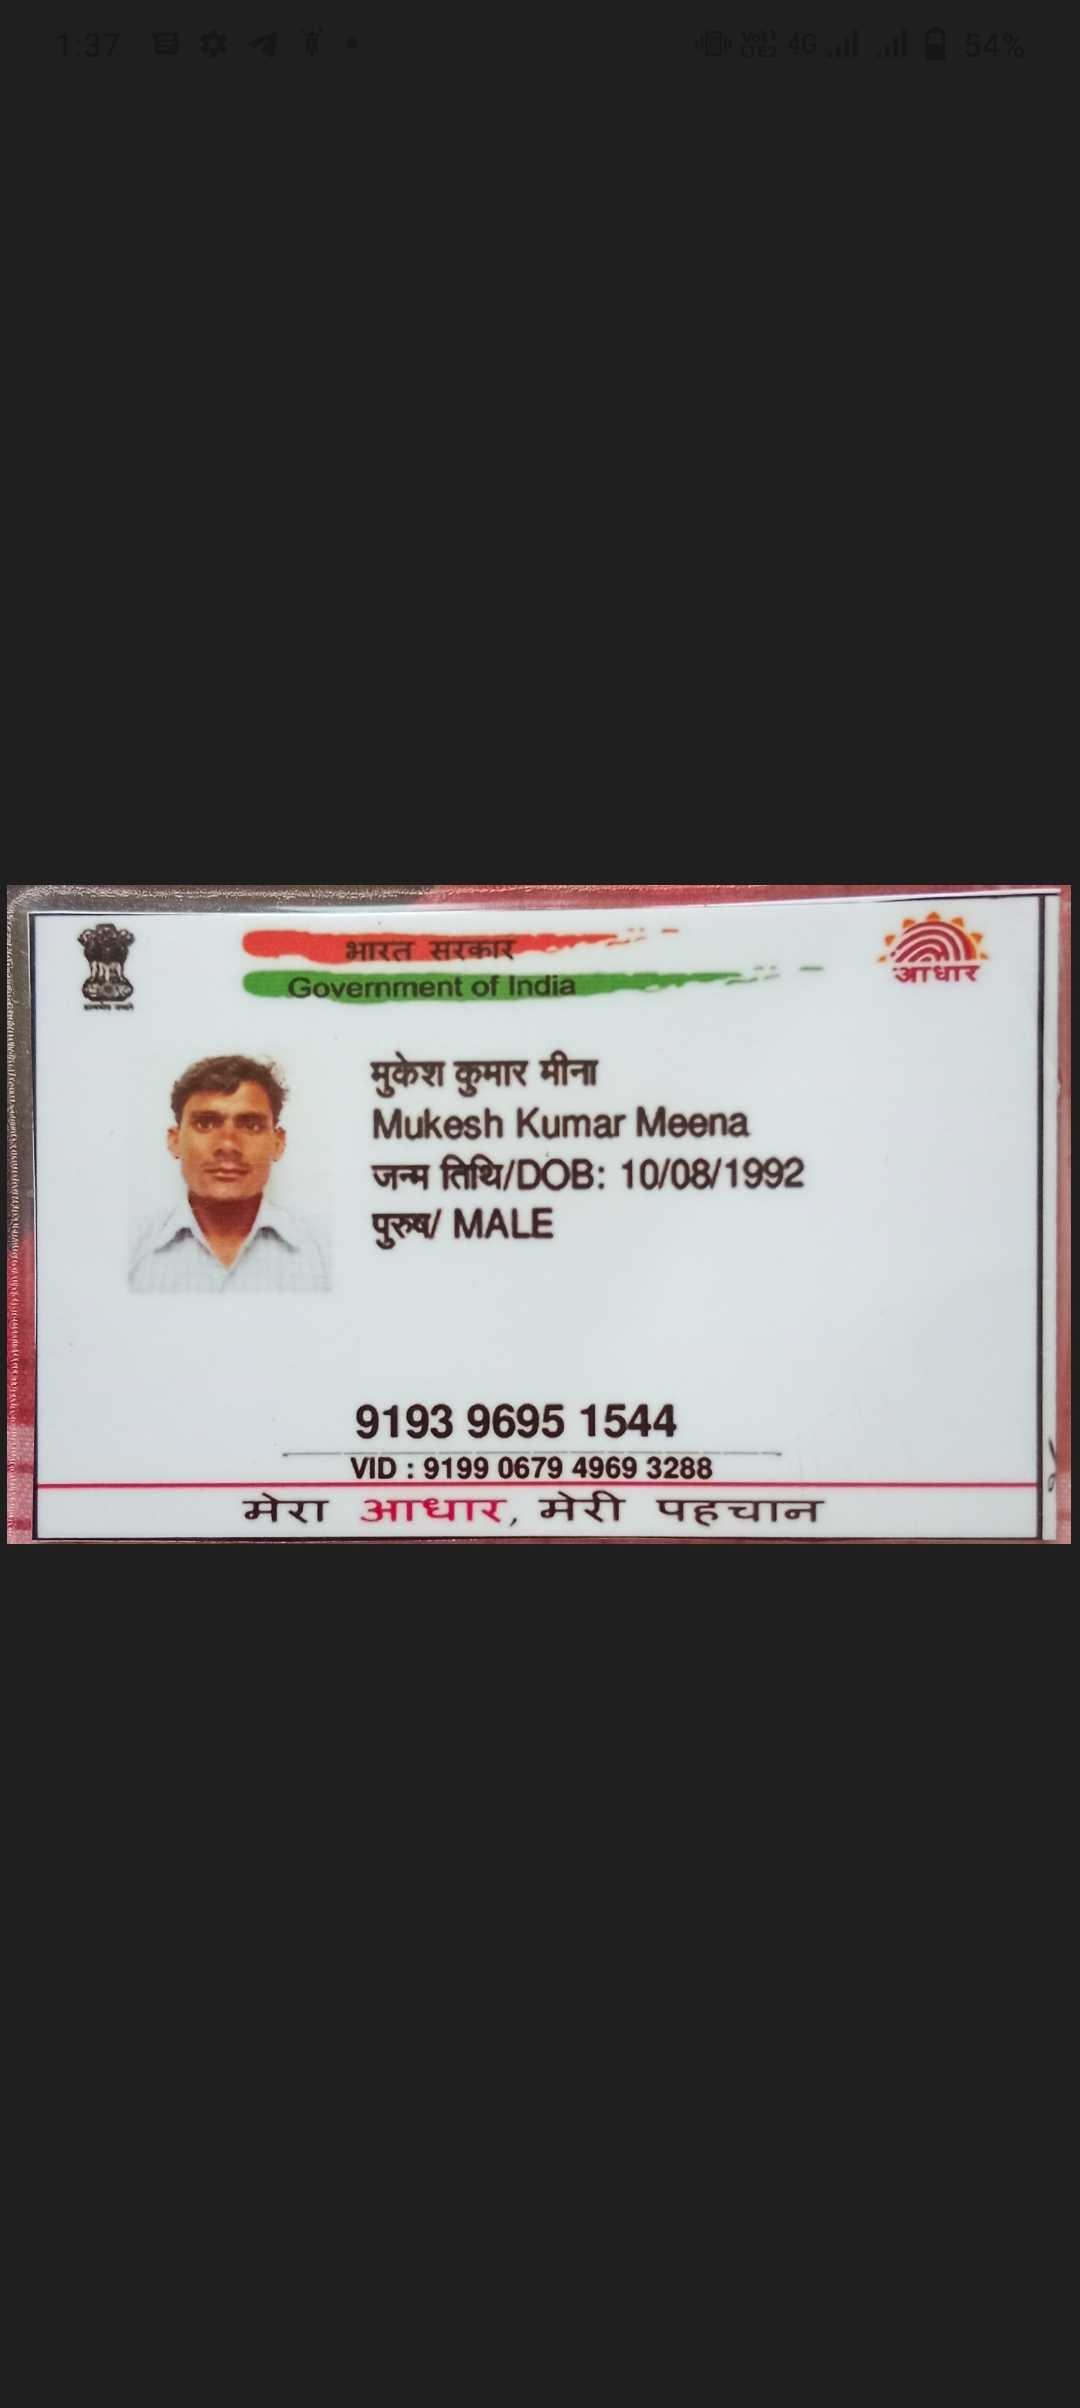 1:37 4G 54%
भारत सरकार
Government of India
आधार
मुकेश कुमार मीना
Mukesh Kumar Meena
जन्म तिथि/DOB: 10/08/1992
पुरुष/ MALE
9193 9695 1544
VID : 9199 0679 4969 3288
मेरा आधार, मेरी पहचान